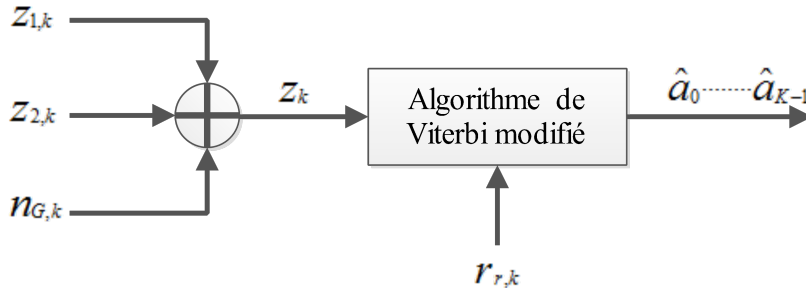 z1,k
z2,k
nG,k
zk
Algorithme de
Viterbi modifié
â0........âK−1
rr,k